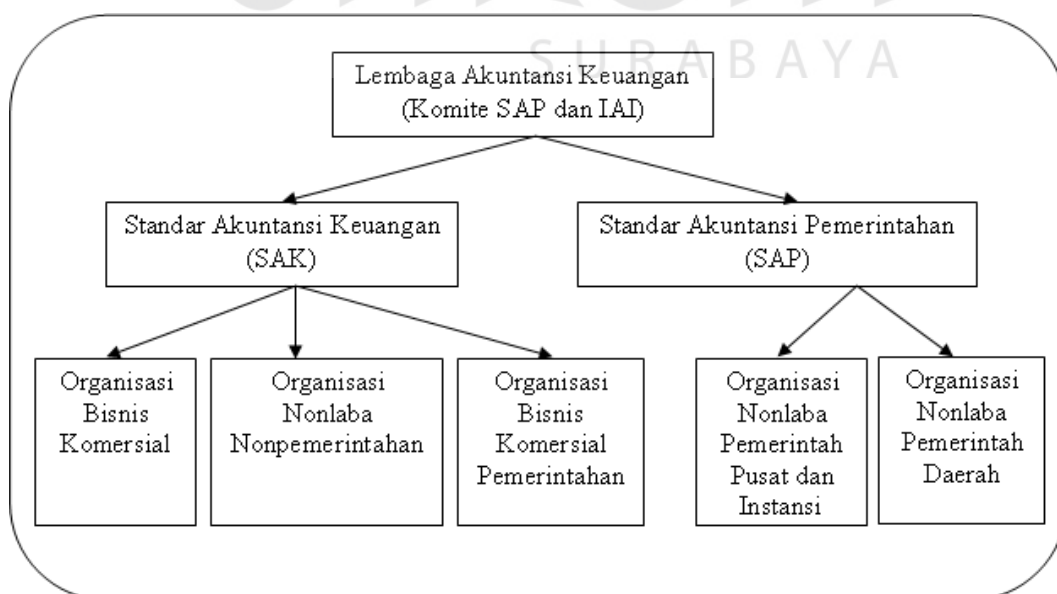 SURABAYA
Lembaga Akuntansi Keuangan
(Komite SAP dan IAI)
Standar Akuntansi Keuangan
(SAK)
Standar Akuntansi Pemerintahan
(SAP)
Organisasi
Bisnis
Komersial
Organisasi
Nonlaba
Nonpemerintahan
Organisasi
Bisnis
Komersial
Pemerintahan
Organisasi
Nonlaba
Pemerintah
Pusat dan
Instansi
Organisasi
Nonlaba
Pemerintah
Daerah